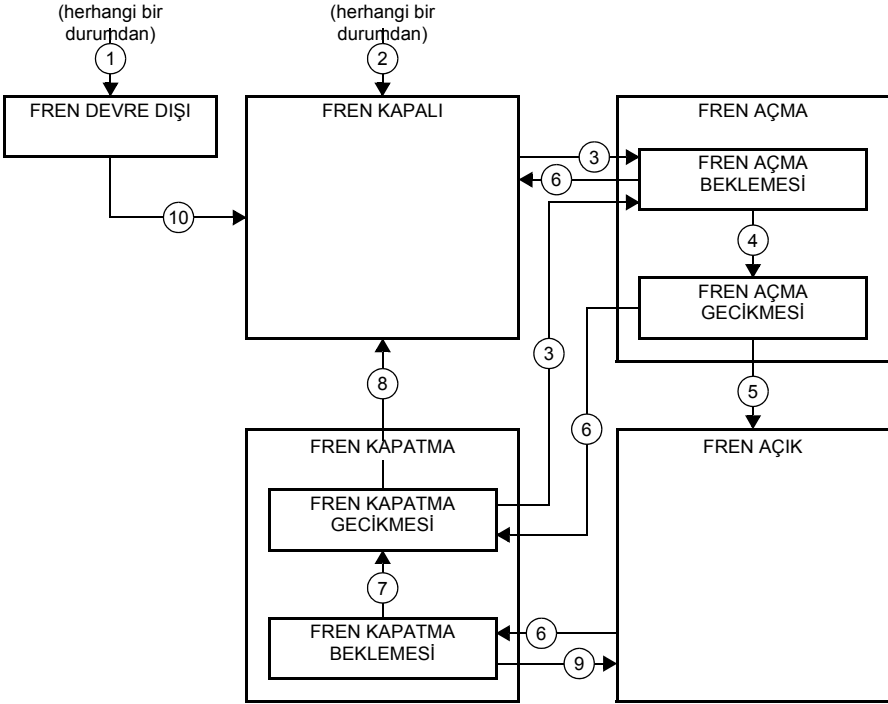 (herhangi bir
durumdan)
(herhangi bir
durumdan)
1
2
FREN DEVRE DIŞI
FREN KAPALI
FREN AÇMA
3
FREN AÇMA
BEKLEMESİ
6
10
4
FREN AÇMA
GECİKMESİ
3
8
5
6
FREN KAPATMA
FREN AÇIK
FREN KAPATMA
GECİKMESİ
7
FREN KAPATMA
BEKLEMESİ
6
9